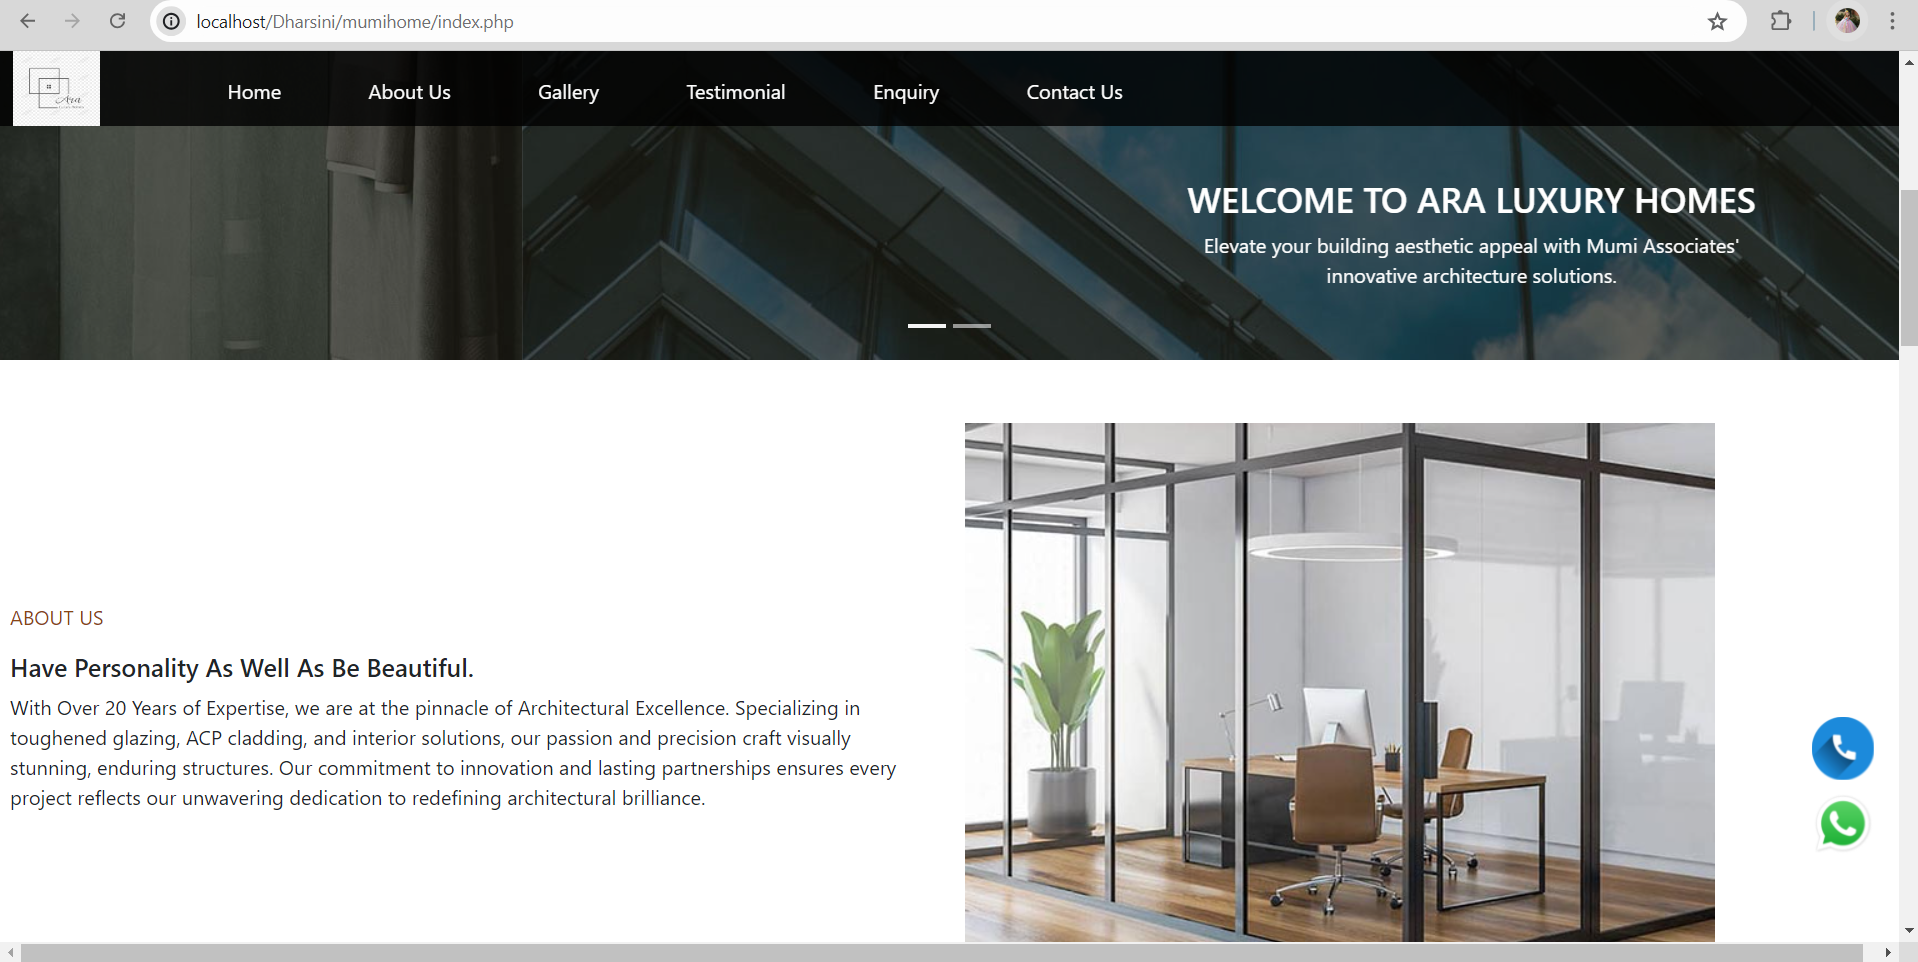 localhost/Dharsini/mumihome/index.php
Ara
Home About Us Gallery Testimonial Enquiry Contact Us
WELCOME TO ARA LUXURY HOMES
Elevate your building aesthetic appeal with Mumi Associates'
innovative architecture solutions.
ABOUT US
Have Personality As Well As Be Beautiful.
With Over 20 Years of Expertise, we are at the pinnacle of Architectural Excellence. Specializing in
toughened glazing, ACP cladding, and interior solutions, our passion and precision craft visually
stunning, enduring structures. Our commitment to innovation and lasting partnerships ensures every
project reflects our unwavering dedication to redefining architectural brilliance.